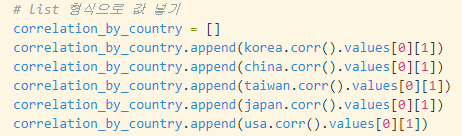 # list 형식으로 값 넣기
correlation_by_country = []
correlation_by_country.append(korea.corr().values[0][1])
correlation_by_country.append(china.corr().values[0][1])
correlation_by_country.append(taiwan.corr().values[0][1])
correlation_by_country.append(japan.corr().values[0][1])
correlation_by_country.append(usa.corr().values[0][1])